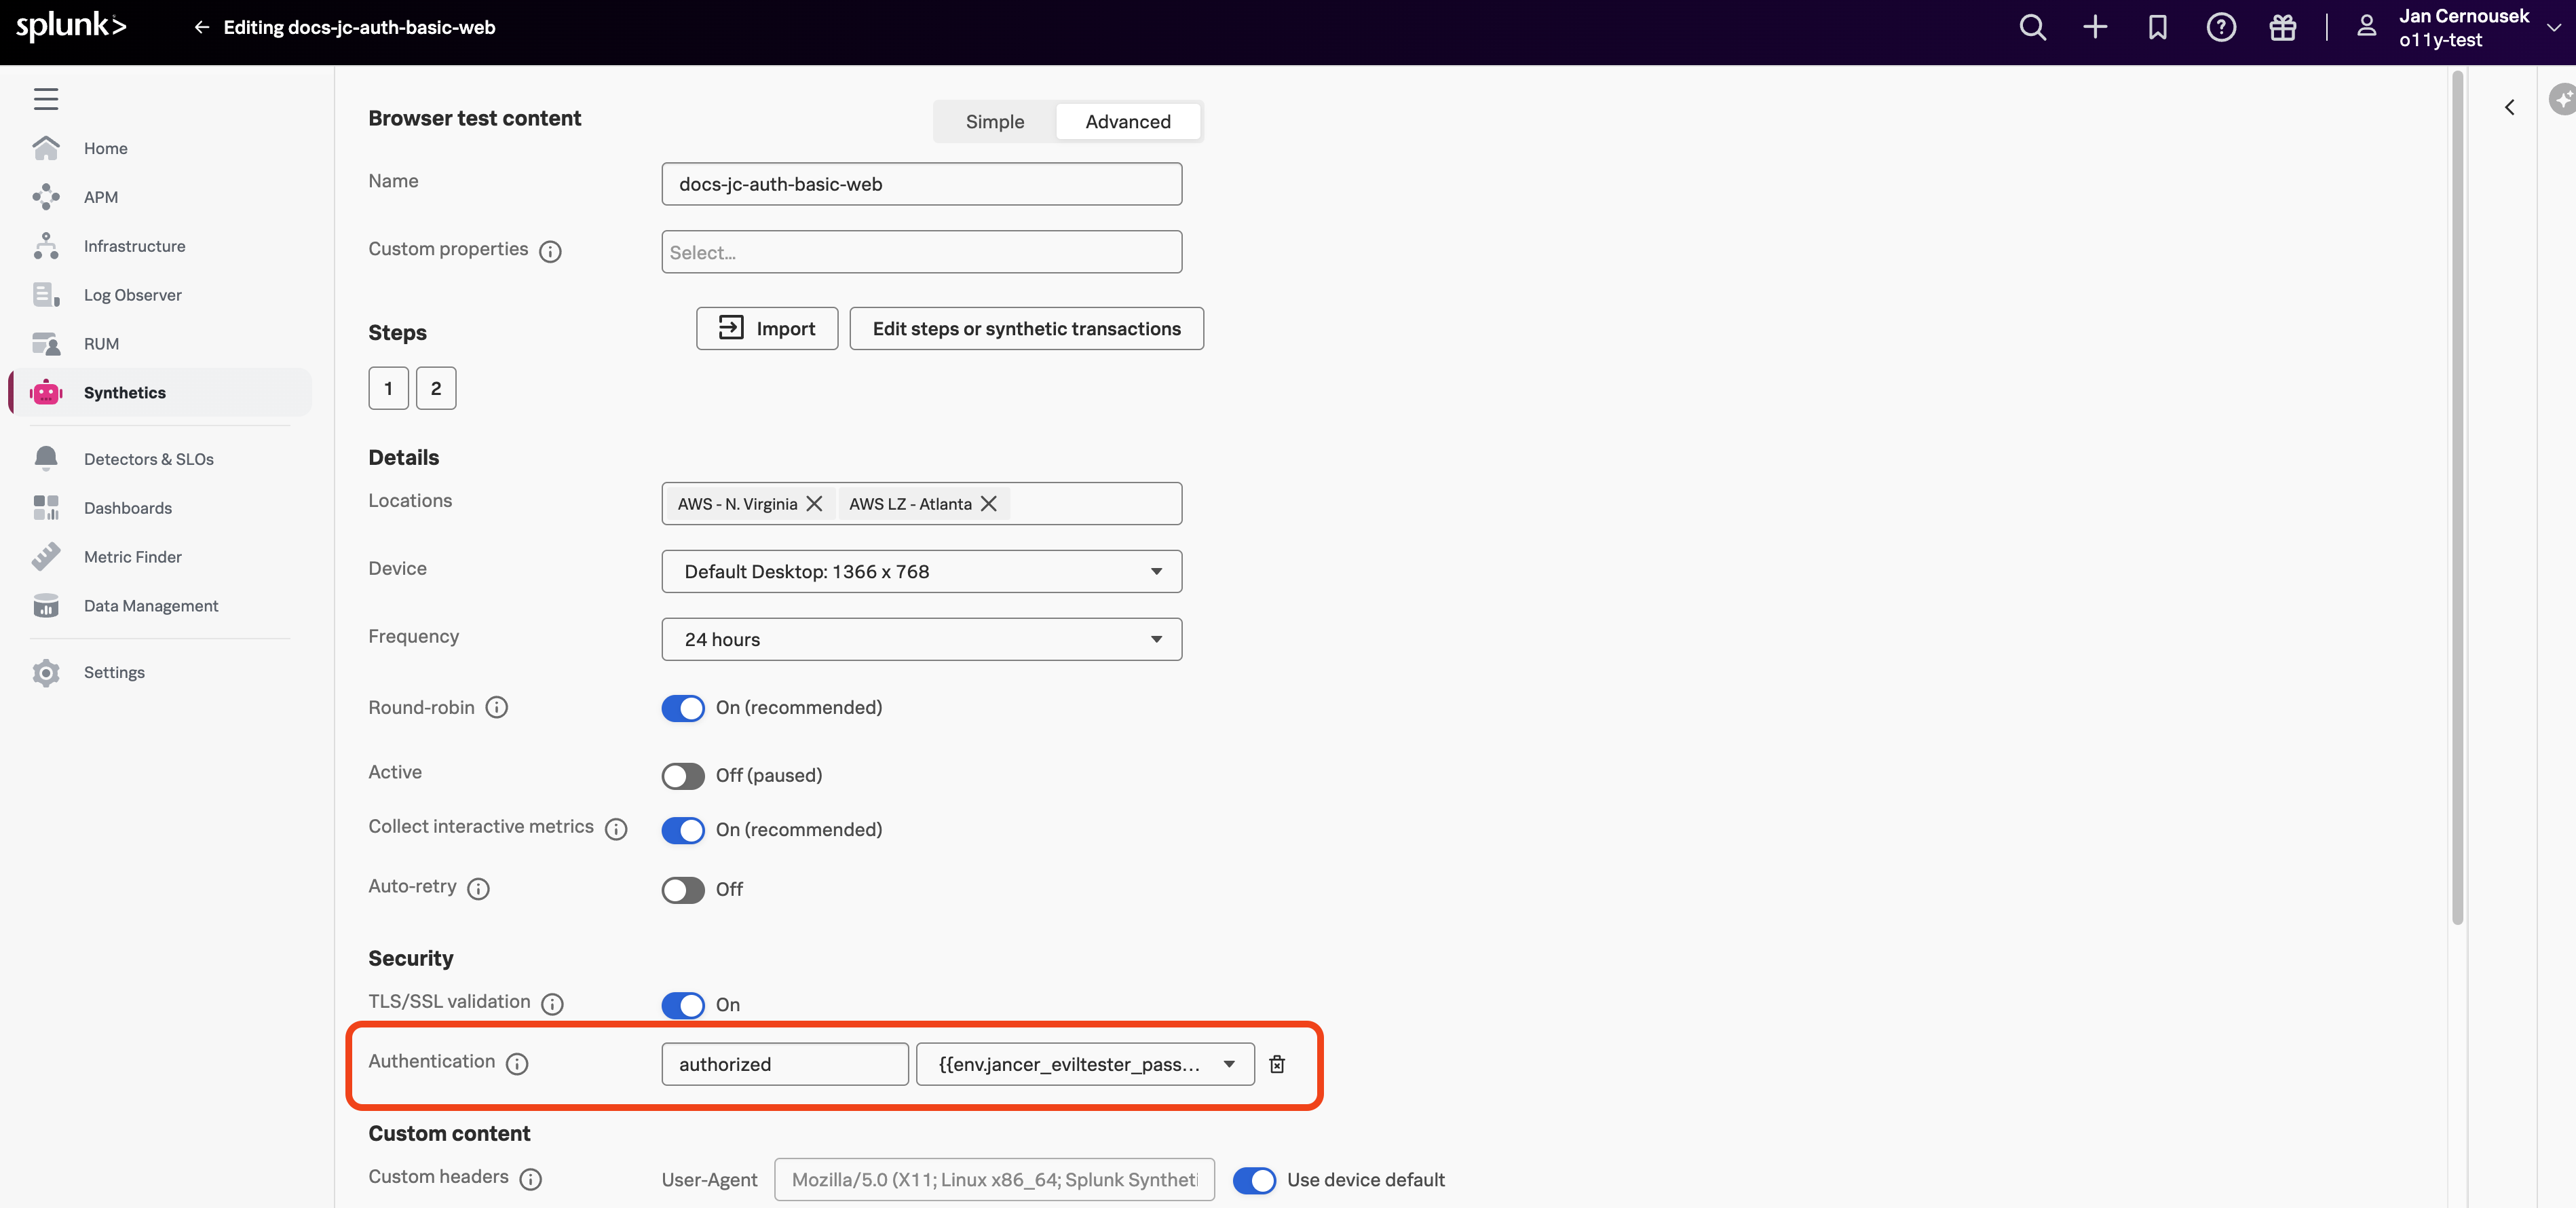 splunk>
Editing docs-jc-auth-basic-web
Jan Cernousek
o11y-test
Home
APM
Infrastructure
Log Observer
RUM
Synthetics
Detectors & SLOs
Dashboards
Metric Finder
Data Management
Settings
Browser test content
Simple
Advanced
Name
docs-jc-auth-basic-web
Custom properties
Select...
Steps
Import
Edit steps or synthetic transactions
1
2
Details
Locations
AWS - N. Virginia
AWS LZ - Atlanta
Device
Default Desktop: 1366 x 768
Frequency
24 hours
Round-robin
On (recommended)
Active
Off (paused)
Collect interactive metrics
On (recommended)
Auto-retry
Off
Security
TLS/SSL validation
On
Authentication
authorized
{{env.jancer_eviltester_pass...
Custom content
Custom headers
User-Agent
Mozilla/5.0 (X11; Linux x86_64; Splunk Syntheti
Use device default